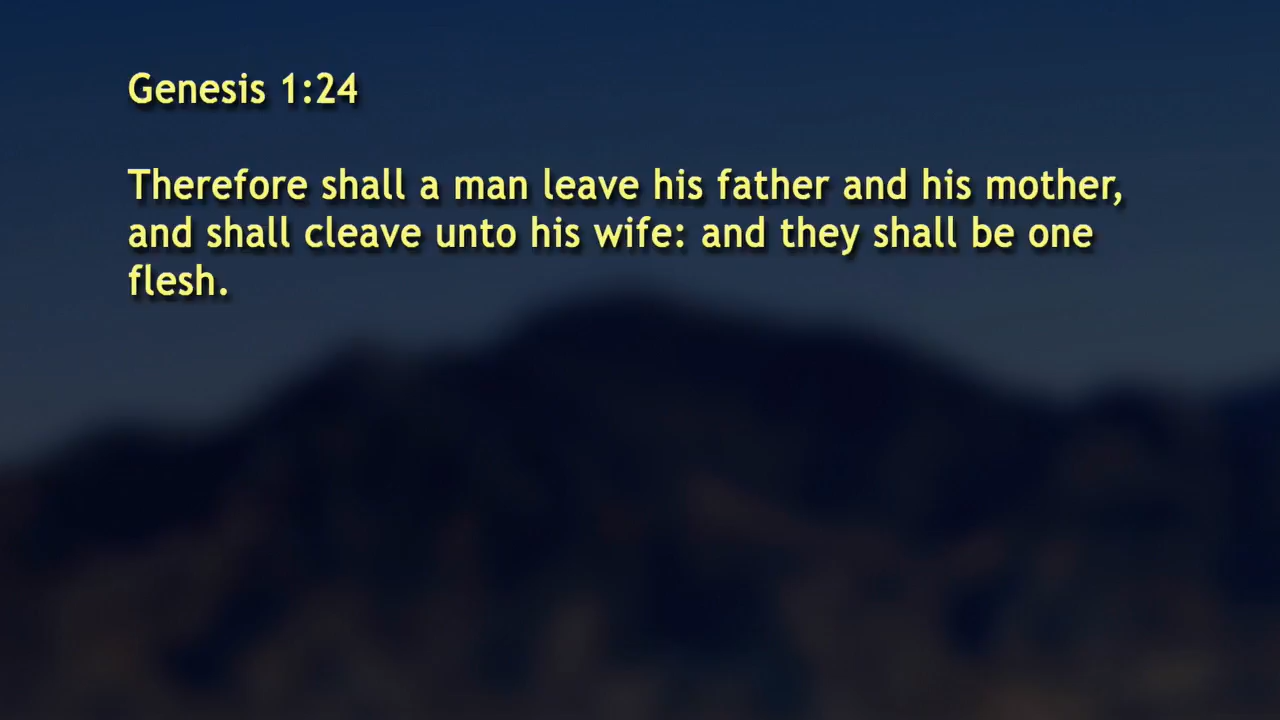 Genesis 1:24
Therefore shall a man leave his father and his mother,
and shall cleave unto his wife: and they shall be one
flesh.